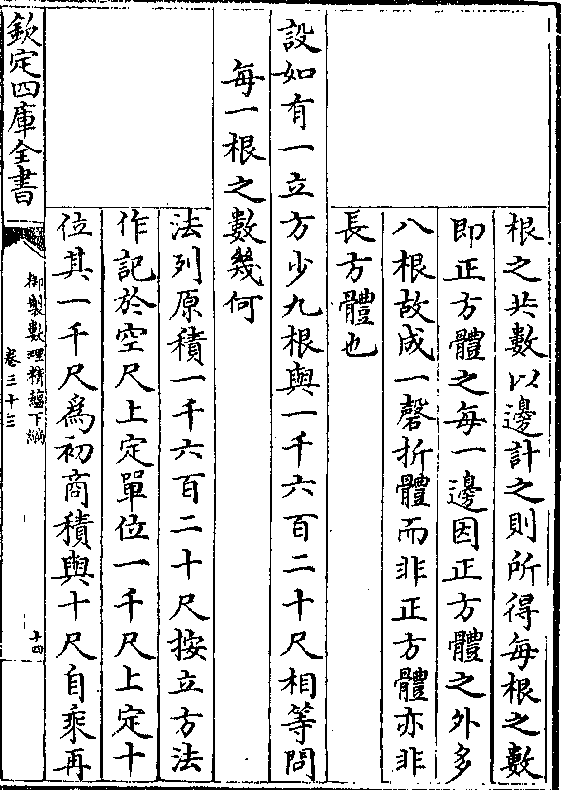 根之共數以邊計之則所得每根之數
即正方體之每一邊因正方體之外多
八根故成一磬折體而非正方體亦非
長方體也
設如有一立方少九根與一千六百二十尺相等問
每一根之數幾何
法列原積一千六百二十尺按立方法
作記於空尺上定單位一千尺上定十
位其一千尺為初商積與十尺自乘再
欽定四庫全書
御製數理精蘊下編
卷三十三
十四